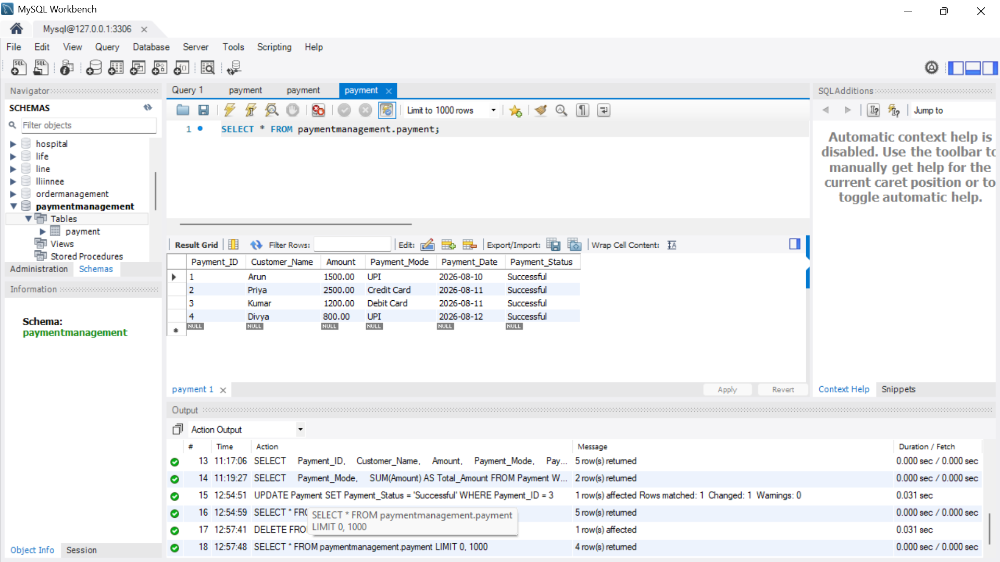 MySQL Workbench
Mysql@127.0.0.1:3306
File Edit View Query Database Server Tools Scripting Help
Navigator
SCHEMAS
Filter objects
hospital
life
line
lliinnee
ordermanagement
paymentmanagement
Tables
payment
Views
Stored Procedures
Administration Schemas
Information
Schema:
paymentmanagement
Object Info Session
Query 1 payment payment payment
Limit to 1000 rows
1 SELECT * FROM paymentmanagement.payment;
Result Grid Filter Rows: Edit: Export/Import: Wrap Cell Content:
Payment_ID Customer_Name Amount Payment_Mode Payment_Date Payment_Status
1 Arun 1500.00 UPI 2026-08-10 Successful
2 Priya 2500.00 Credit Card 2026-08-11 Successful
3 Kumar 1200.00 Debit Card 2026-08-11 Successful
4 Divya 800.00 UPI 2026-08-12 Successful
NULL NULL NULL NULL NULL NULL
payment 1 Apply Revert
SQLAdditions
Jump to
Automatic context help is
disabled. Use the toolbar to
manually get help for the
current caret position or to
toggle automatic help.
Context Help Snippets
Output
Action Output
# Time Action Message Duration / Fetch
13 11:17:06 SELECT Payment_ID, Customer_Name, Amount, Payment_Mode, Pay... 5 row(s) returned 0.000 sec / 0.000 sec
14 11:19:27 SELECT Payment_Mode, SUM(Amount) AS Total_Amount FROM Payment W... 2 row(s) returned 0.000 sec / 0.000 sec
15 12:54:51 UPDATE Payment SET Payment_Status = 'Successful' WHERE Payment_ID = 3 1 row(s) affected Rows matched: 1 Changed: 1 Warnings: 0 0.031 sec
16 12:54:59 SELECT * FRO 5 row(s) returned 0.000 sec / 0.000 sec
SELECT * FROM paymentmanagement.payment
LIMIT 0, 1000
17 12:57:41 DELETE FRO 1 row(s) affected 0.031 sec
18 12:57:48 SELECT * FROM paymentmanagement.payment LIMIT 0, 1000 4 row(s) returned 0.000 sec / 0.000 sec